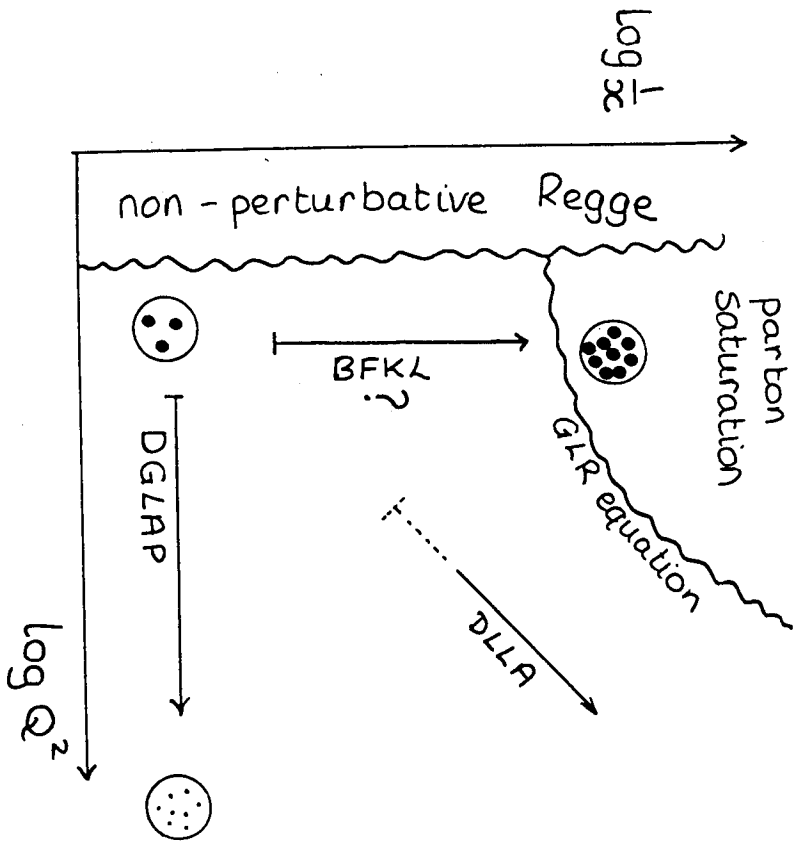 log 1/x
non-perturbative Regge
parton
saturation
BFKL
?
GLR equation
DGLAP
DLLA
log Q²